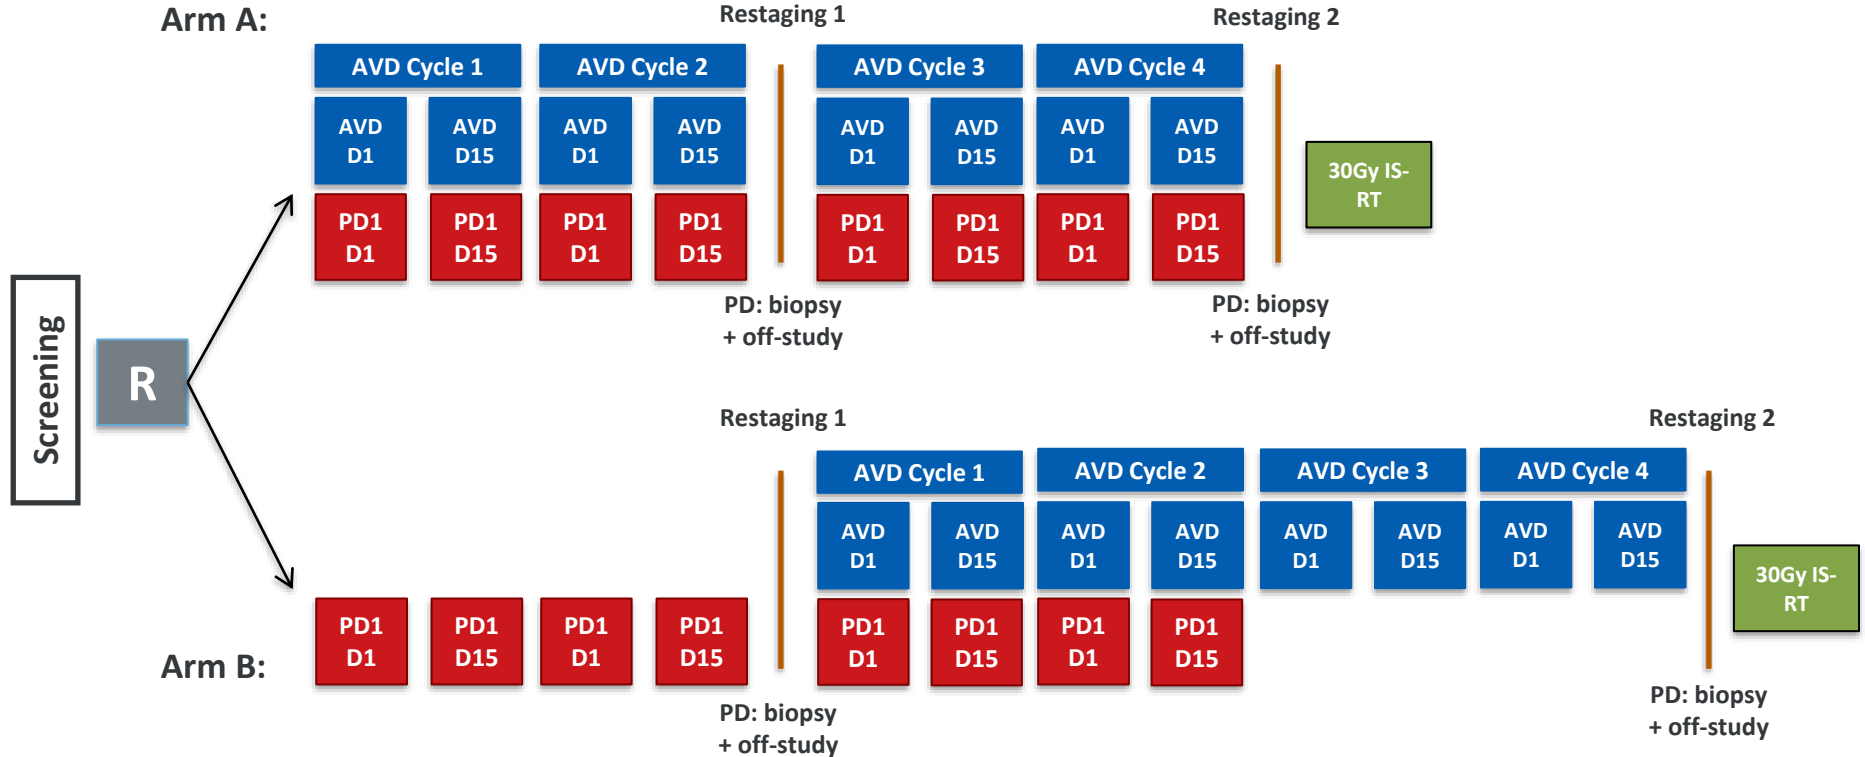 Arm A:
Restaging 1
Restaging 2
AVD Cycle 1
AVD Cycle 2
AVD Cycle 3
AVD Cycle 4
AVD
D1
AVD
D15
AVD
D1
AVD
D15
AVD
D1
AVD
D15
AVD
D1
AVD
D15
30Gy IS-
RT
PD1
D1
PD1
D15
PD1
D1
PD1
D15
PD1
D1
PD1
D15
PD1
D1
PD1
D15
PD: biopsy
+ off-study
PD: biopsy
+ off-study
Screening
R
Restaging 1
Restaging 2
AVD Cycle 1
AVD Cycle 2
AVD Cycle 3
AVD Cycle 4
AVD
D1
AVD
D15
AVD
D1
AVD
D15
AVD
D1
AVD
D15
AVD
D1
AVD
D15
30Gy IS-
RT
Arm B:
PD1
D1
PD1
D15
PD1
D1
PD1
D15
PD1
D1
PD1
D15
PD1
D1
PD1
D15
PD: biopsy
+ off-study
PD: biopsy
+ off-study